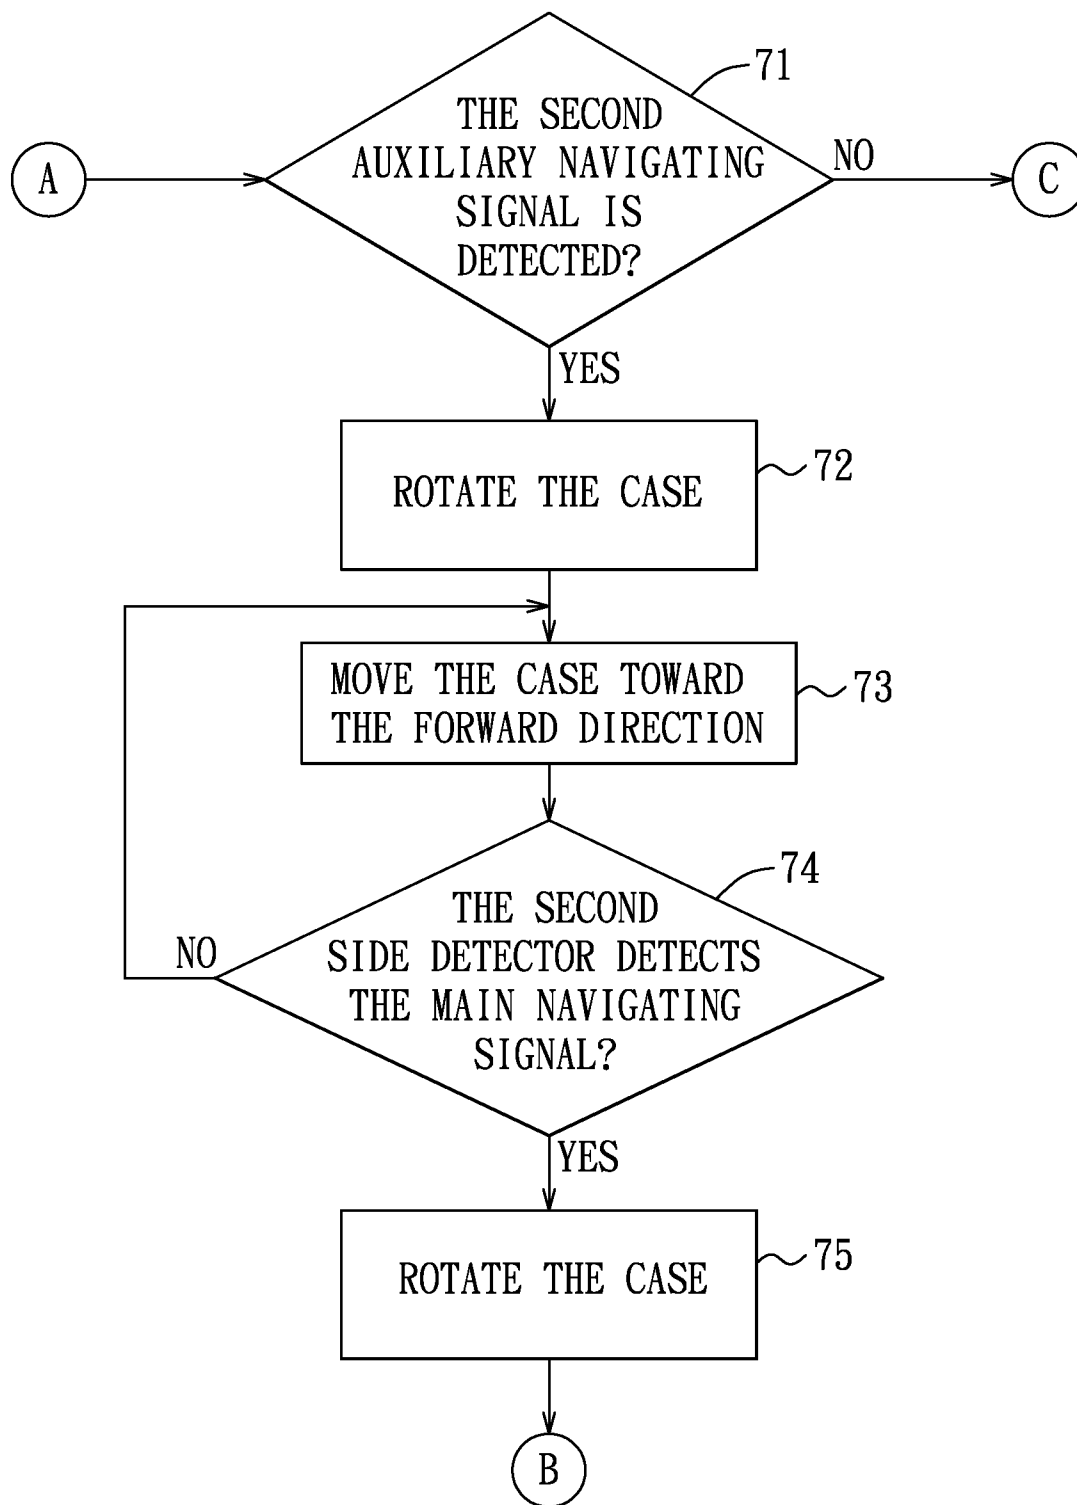 71
THE SECOND
AUXILIARY NAVIGATING
SIGNAL IS
DETECTED?
A
NO
C
YES
72
ROTATE THE CASE
MOVE THE CASE TOWARD
THE FORWARD DIRECTION
73
74
THE SECOND
SIDE DETECTOR DETECTS
THE MAIN NAVIGATING
SIGNAL?
NO
YES
75
ROTATE THE CASE
B